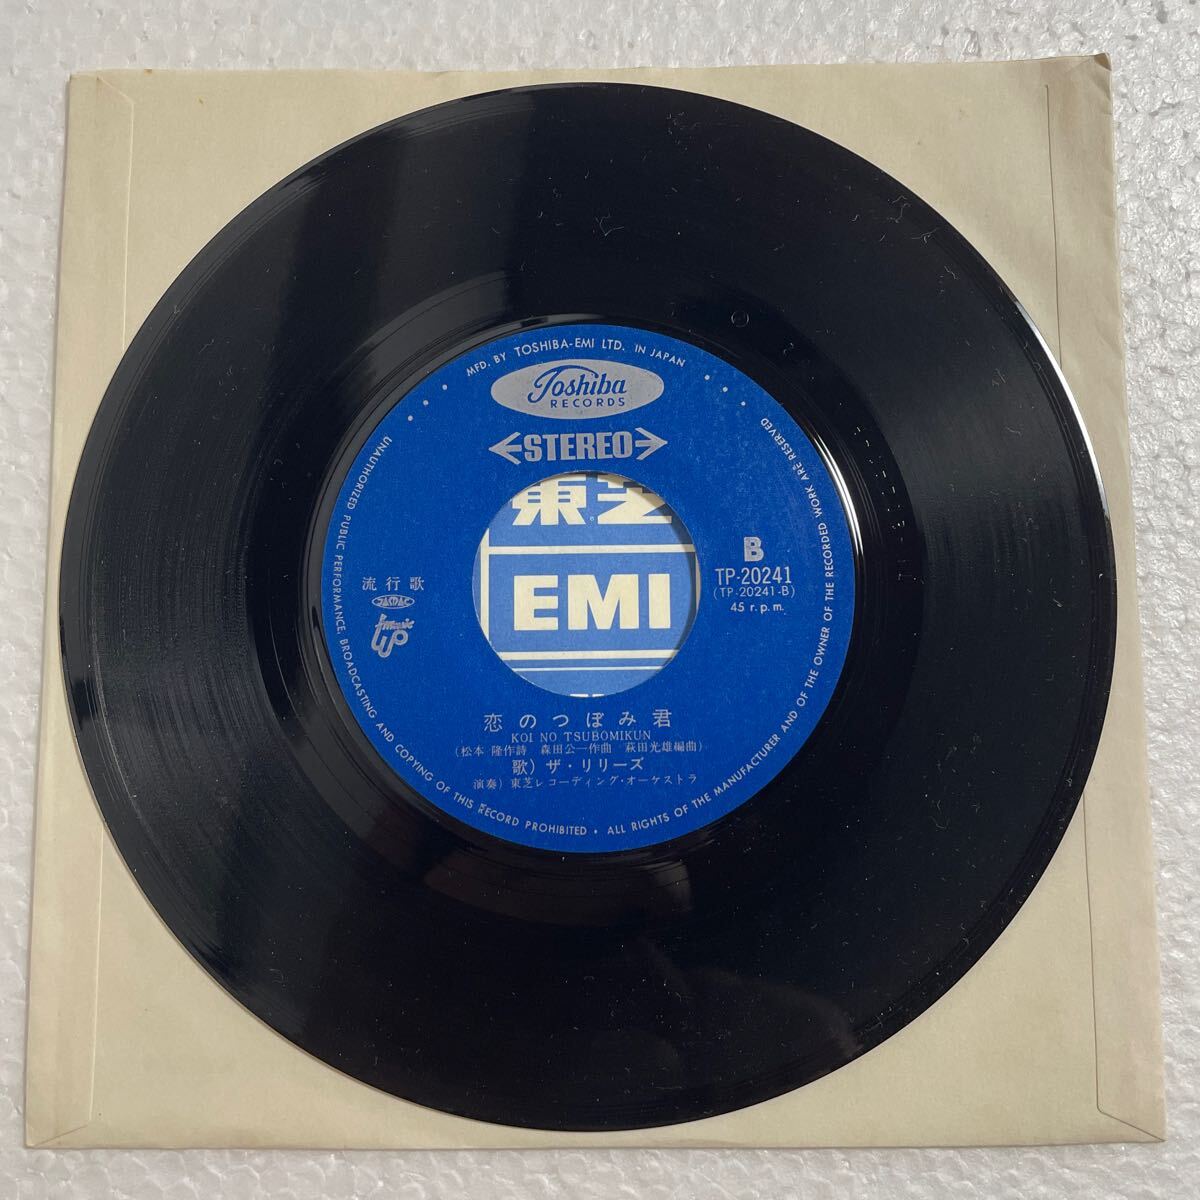 MFD. BY TOSHIBA-EMI LTD. IN JAPAN
Toshiba
RECORDS
STEREO
東芝
EMI
B
TP-20241
(TP-20241-B)
45 r.p.m.
流行歌
JASRAC
恋のつぼみ君
KOI NO TSUBOMIKUN
(松本 隆作詩 森田公一作曲 萩田光雄編曲)
歌) ザ・リリーズ
演奏) 東芝レコーディング・オーケストラ
UNAUTHORIZED PUBLIC PERFORMANCE, BROADCASTING AND COPYING OF THIS RECORD PROHIBITED • ALL RIGHTS OF THE MANUFACTURER AND OF THE OWNER OF THE RECORDED WORK ARE RESERVED